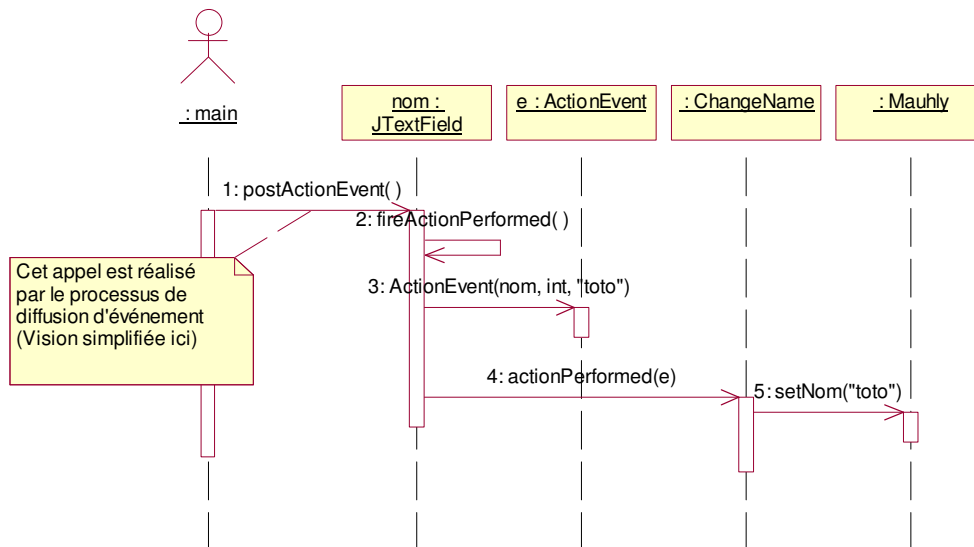 : main
nom :
JTextField
e : ActionEvent
: ChangeName
: Mauhly
1: postActionEvent( )
2: fireActionPerformed( )
Cet appel est réalisé
par le processus de
diffusion d'événement
(Vision simplifiée ici)
3: ActionEvent(nom, int, "toto")
4: actionPerformed(e)
5: setNom("toto")